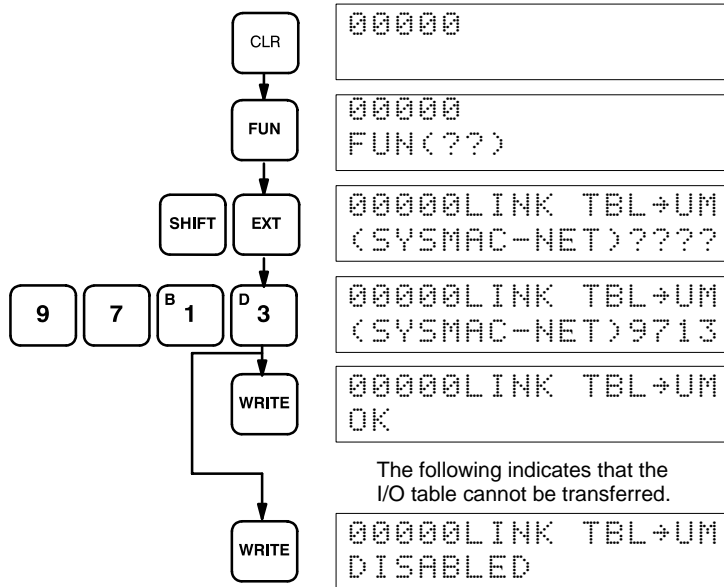 CLR
00000
FUN
00000
FUN(??)
SHIFT EXT
00000LINK TBL→UM
(SYSMAC-NET)????
9 7 B 1 D 3
00000LINK TBL→UM
(SYSMAC-NET)9713
WRITE
00000LINK TBL→UM
OK
The following indicates that the
I/O table cannot be transferred.
WRITE
00000LINK TBL→UM
DISABLED